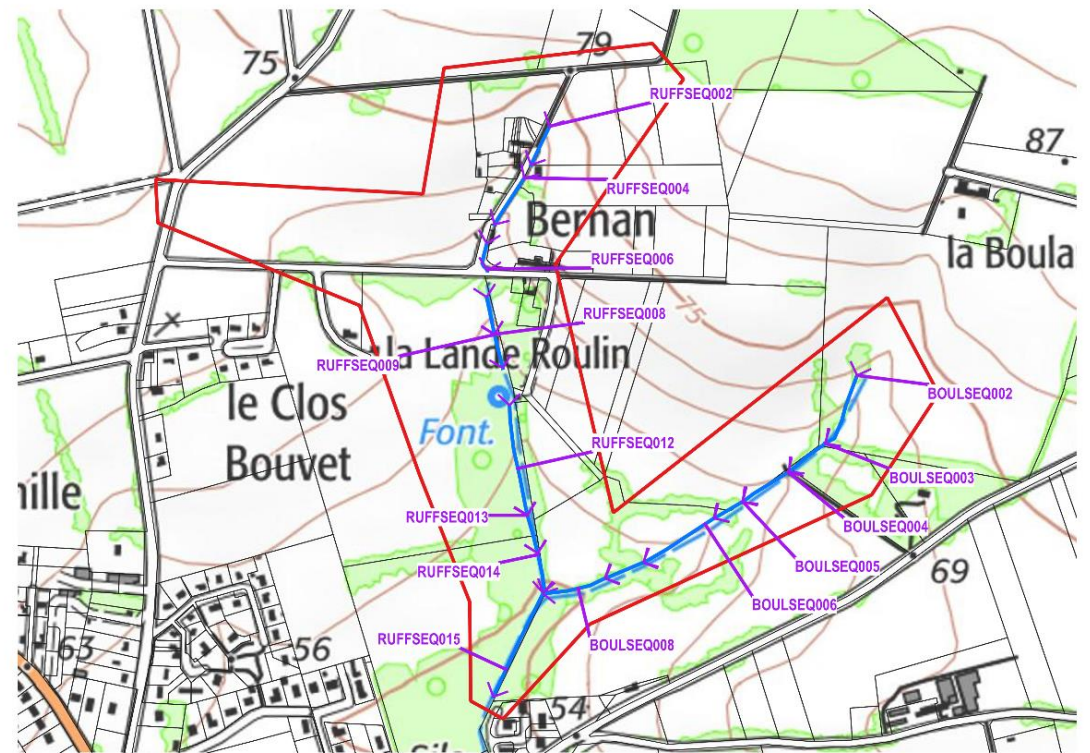 79
75
RUFFSEQ002
87
RUFFSEQ004
Bernan
la Boula
RUFFSEQ006
75
RUFFSEQ008
RUFFSEQ009
la Lande Roulin
le Clos
Bouvet
BOULSEQ002
Font.
RUFFSEQ012
nille
BOULSEQ003
RUFFSEQ013
BOULSEQ004
BOULSEQ005
69
RUFFSEQ014
BOULSEQ006
63
56
RUFFSEQ015
BOULSEQ008
54